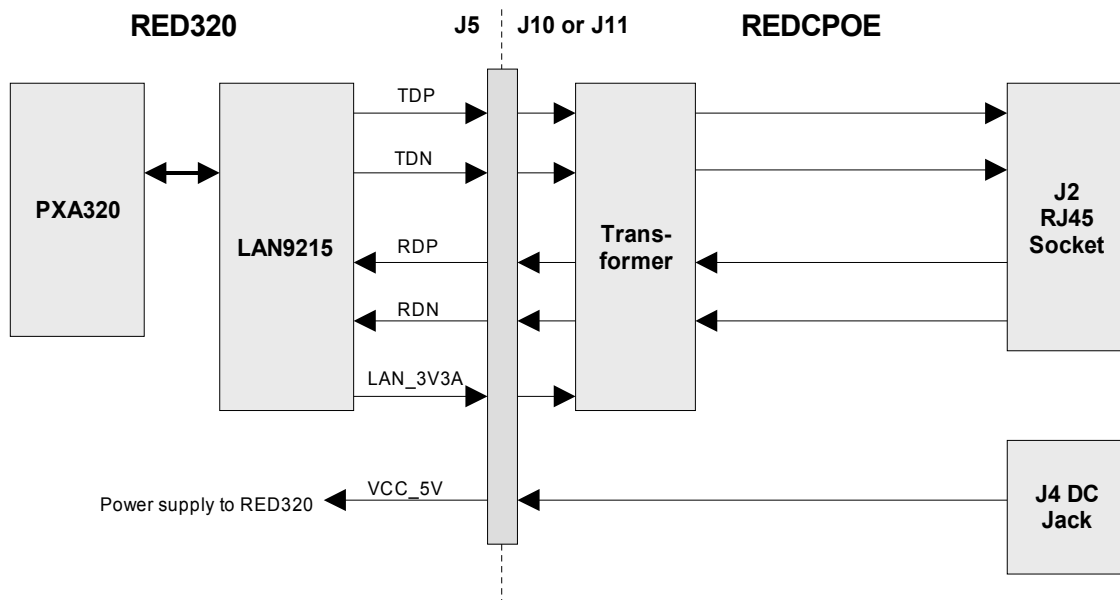 RED320
J5
J10 or J11
REDCPOE
TDP
TDN
PXA320
LAN9215
RDP
RDN
LAN_3V3A
Trans-
former
J2
RJ45
Socket
VCC_5V
Power supply to RED320
J4 DC
Jack